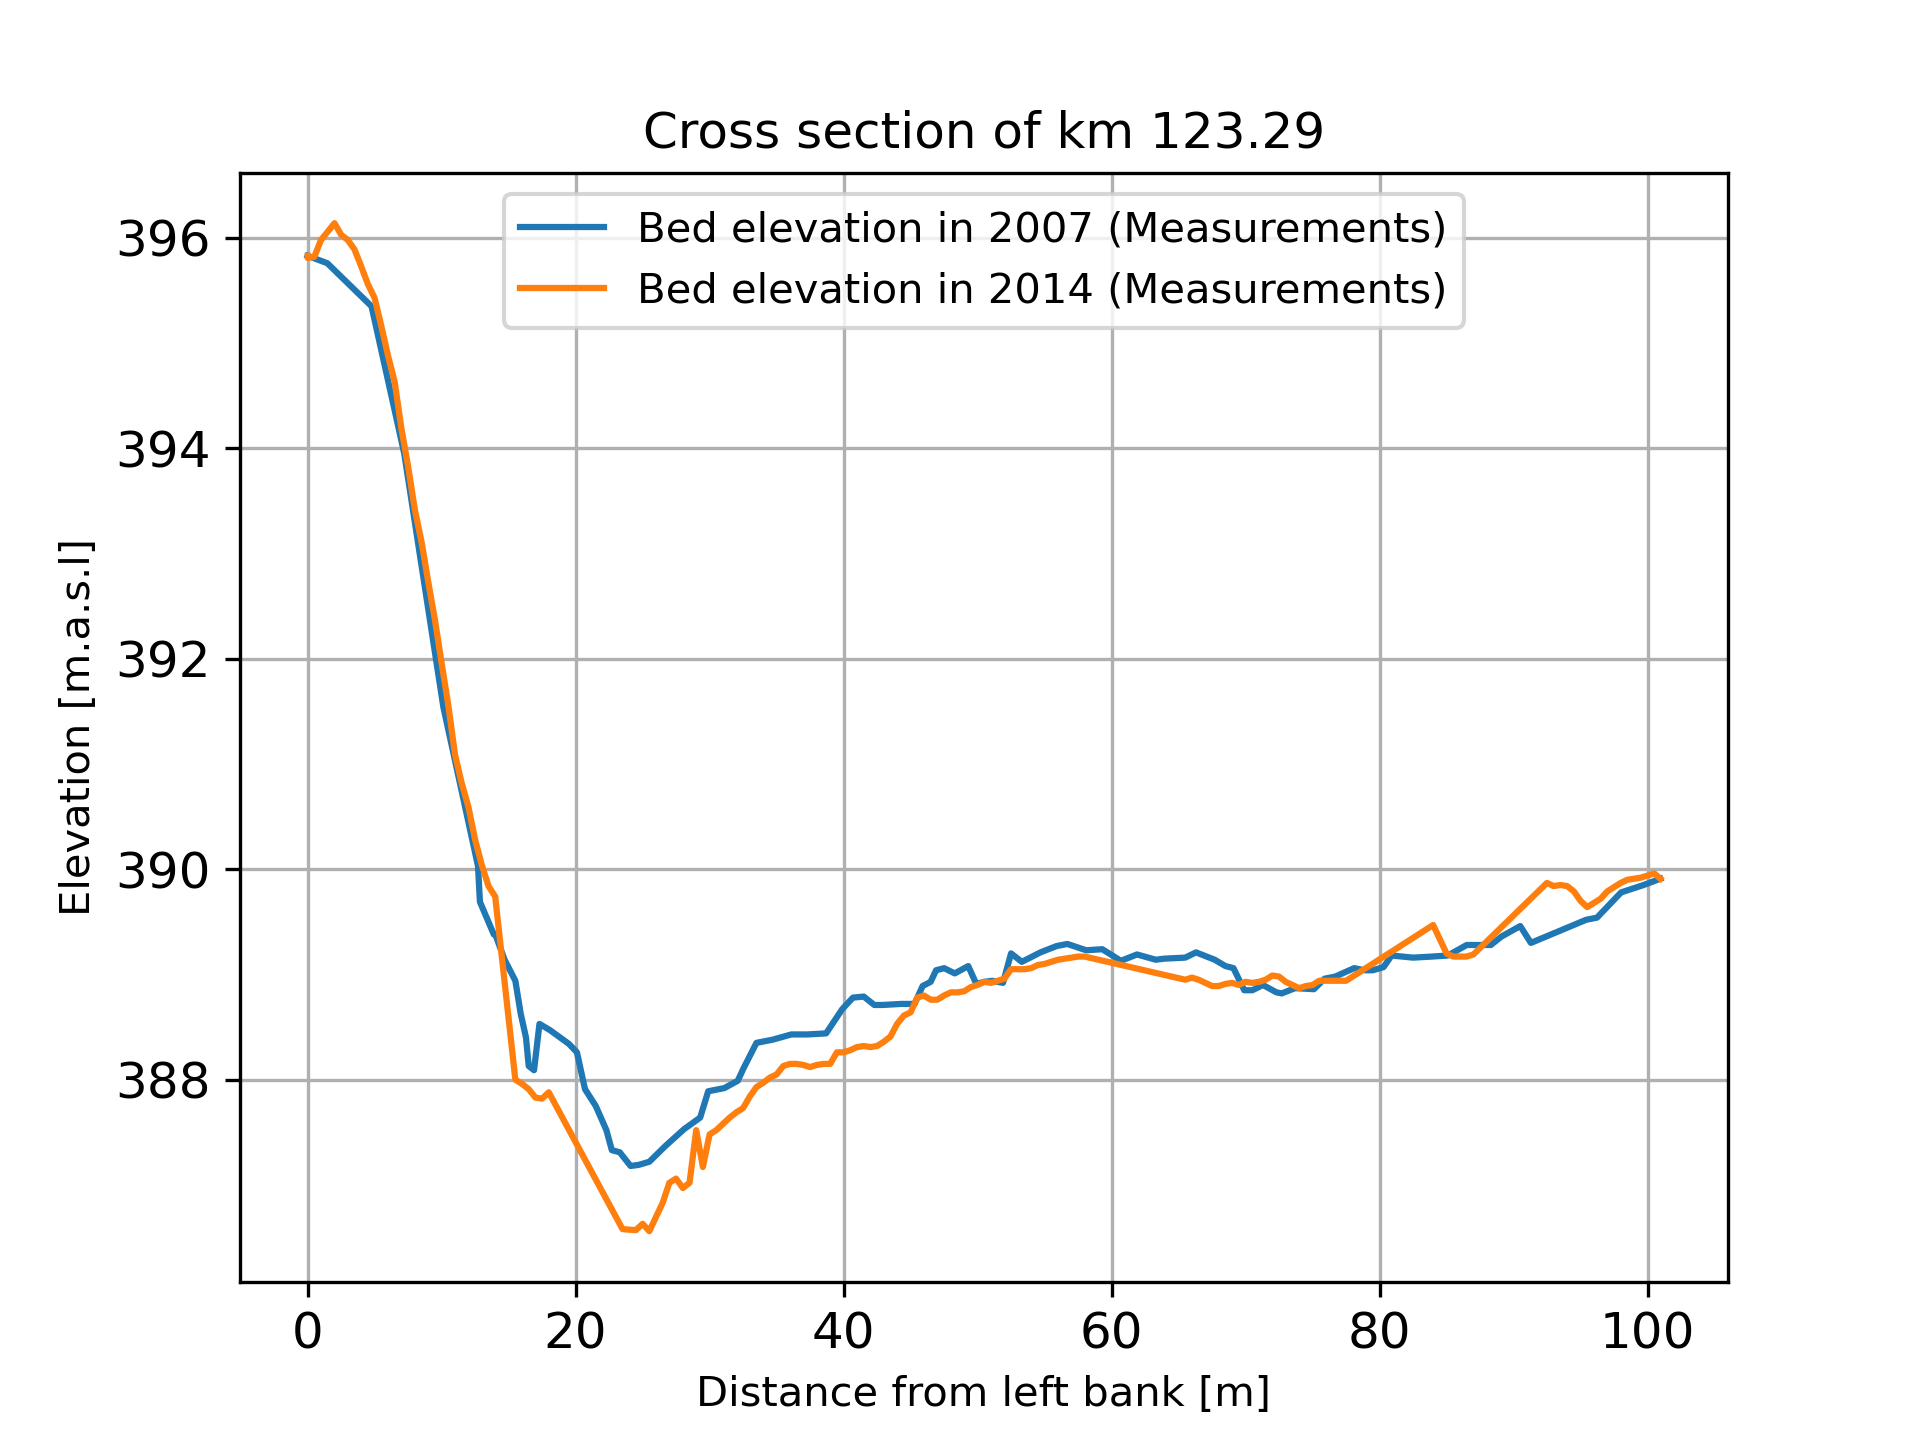 Cross section of km 123.29
Bed elevation in 2007 (Measurements)
Bed elevation in 2014 (Measurements)
396
394
392
390
388
Elevation [m.a.s.l]
0 20 40 60 80 100
Distance from left bank [m]